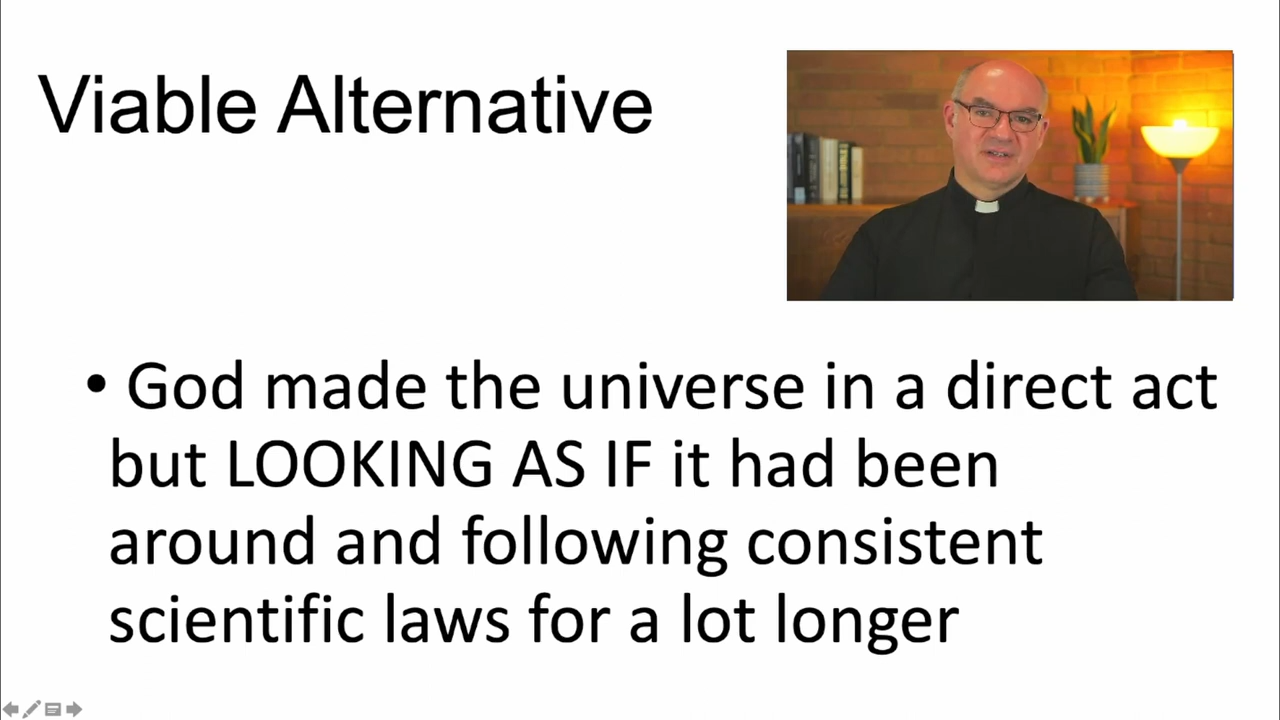 Viable Alternative
• God made the universe in a direct act
but LOOKING AS IF it had been
around and following consistent
scientific laws for a lot longer